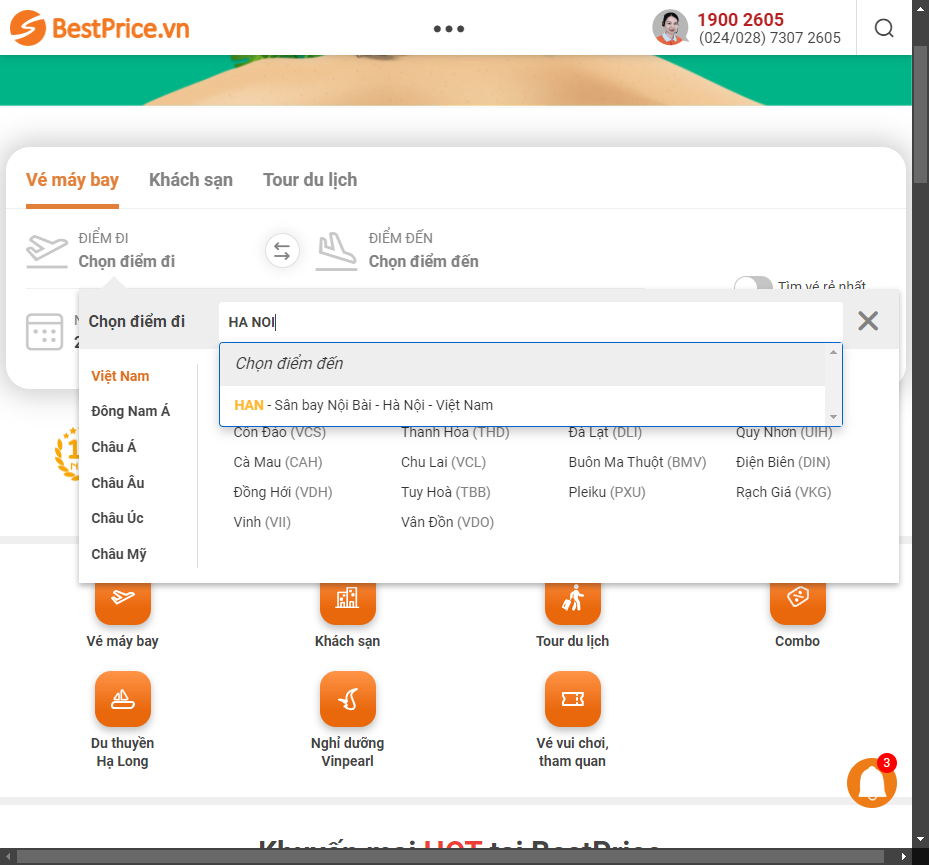 BestPrice.vn
1900 2605
(024/028) 7307 2605
Vé máy bay Khách sạn Tour du lịch
ĐIỂM ĐI
Chọn điểm đi
ĐIỂM ĐẾN
Chọn điểm đến
Tìm vé rẻ nhất
Chọn điểm đi
HA NOI
Chọn điểm đến
HAN - Sân bay Nội Bài - Hà Nội - Việt Nam
Việt Nam
Đông Nam Á
Châu Á
Châu Âu
Châu Úc
Châu Mỹ
Côn Đảo (VCS) Thanh Hóa (THD) Đà Lạt (DLI) Quy Nhơn (UIH)
Cà Mau (CAH) Chu Lai (VCL) Buôn Ma Thuột (BMV) Điện Biên (DIN)
Đồng Hới (VDH) Tuy Hoà (TBB) Pleiku (PXU) Rạch Giá (VKG)
Vinh (VII) Vân Đồn (VDO)
Vé máy bay Khách sạn Tour du lịch Combo
Du thuyền
Hạ Long
Nghỉ dưỡng
Vinpearl
Vé vui chơi,
tham quan
3
Khuyến mại HOT tại BestPrice